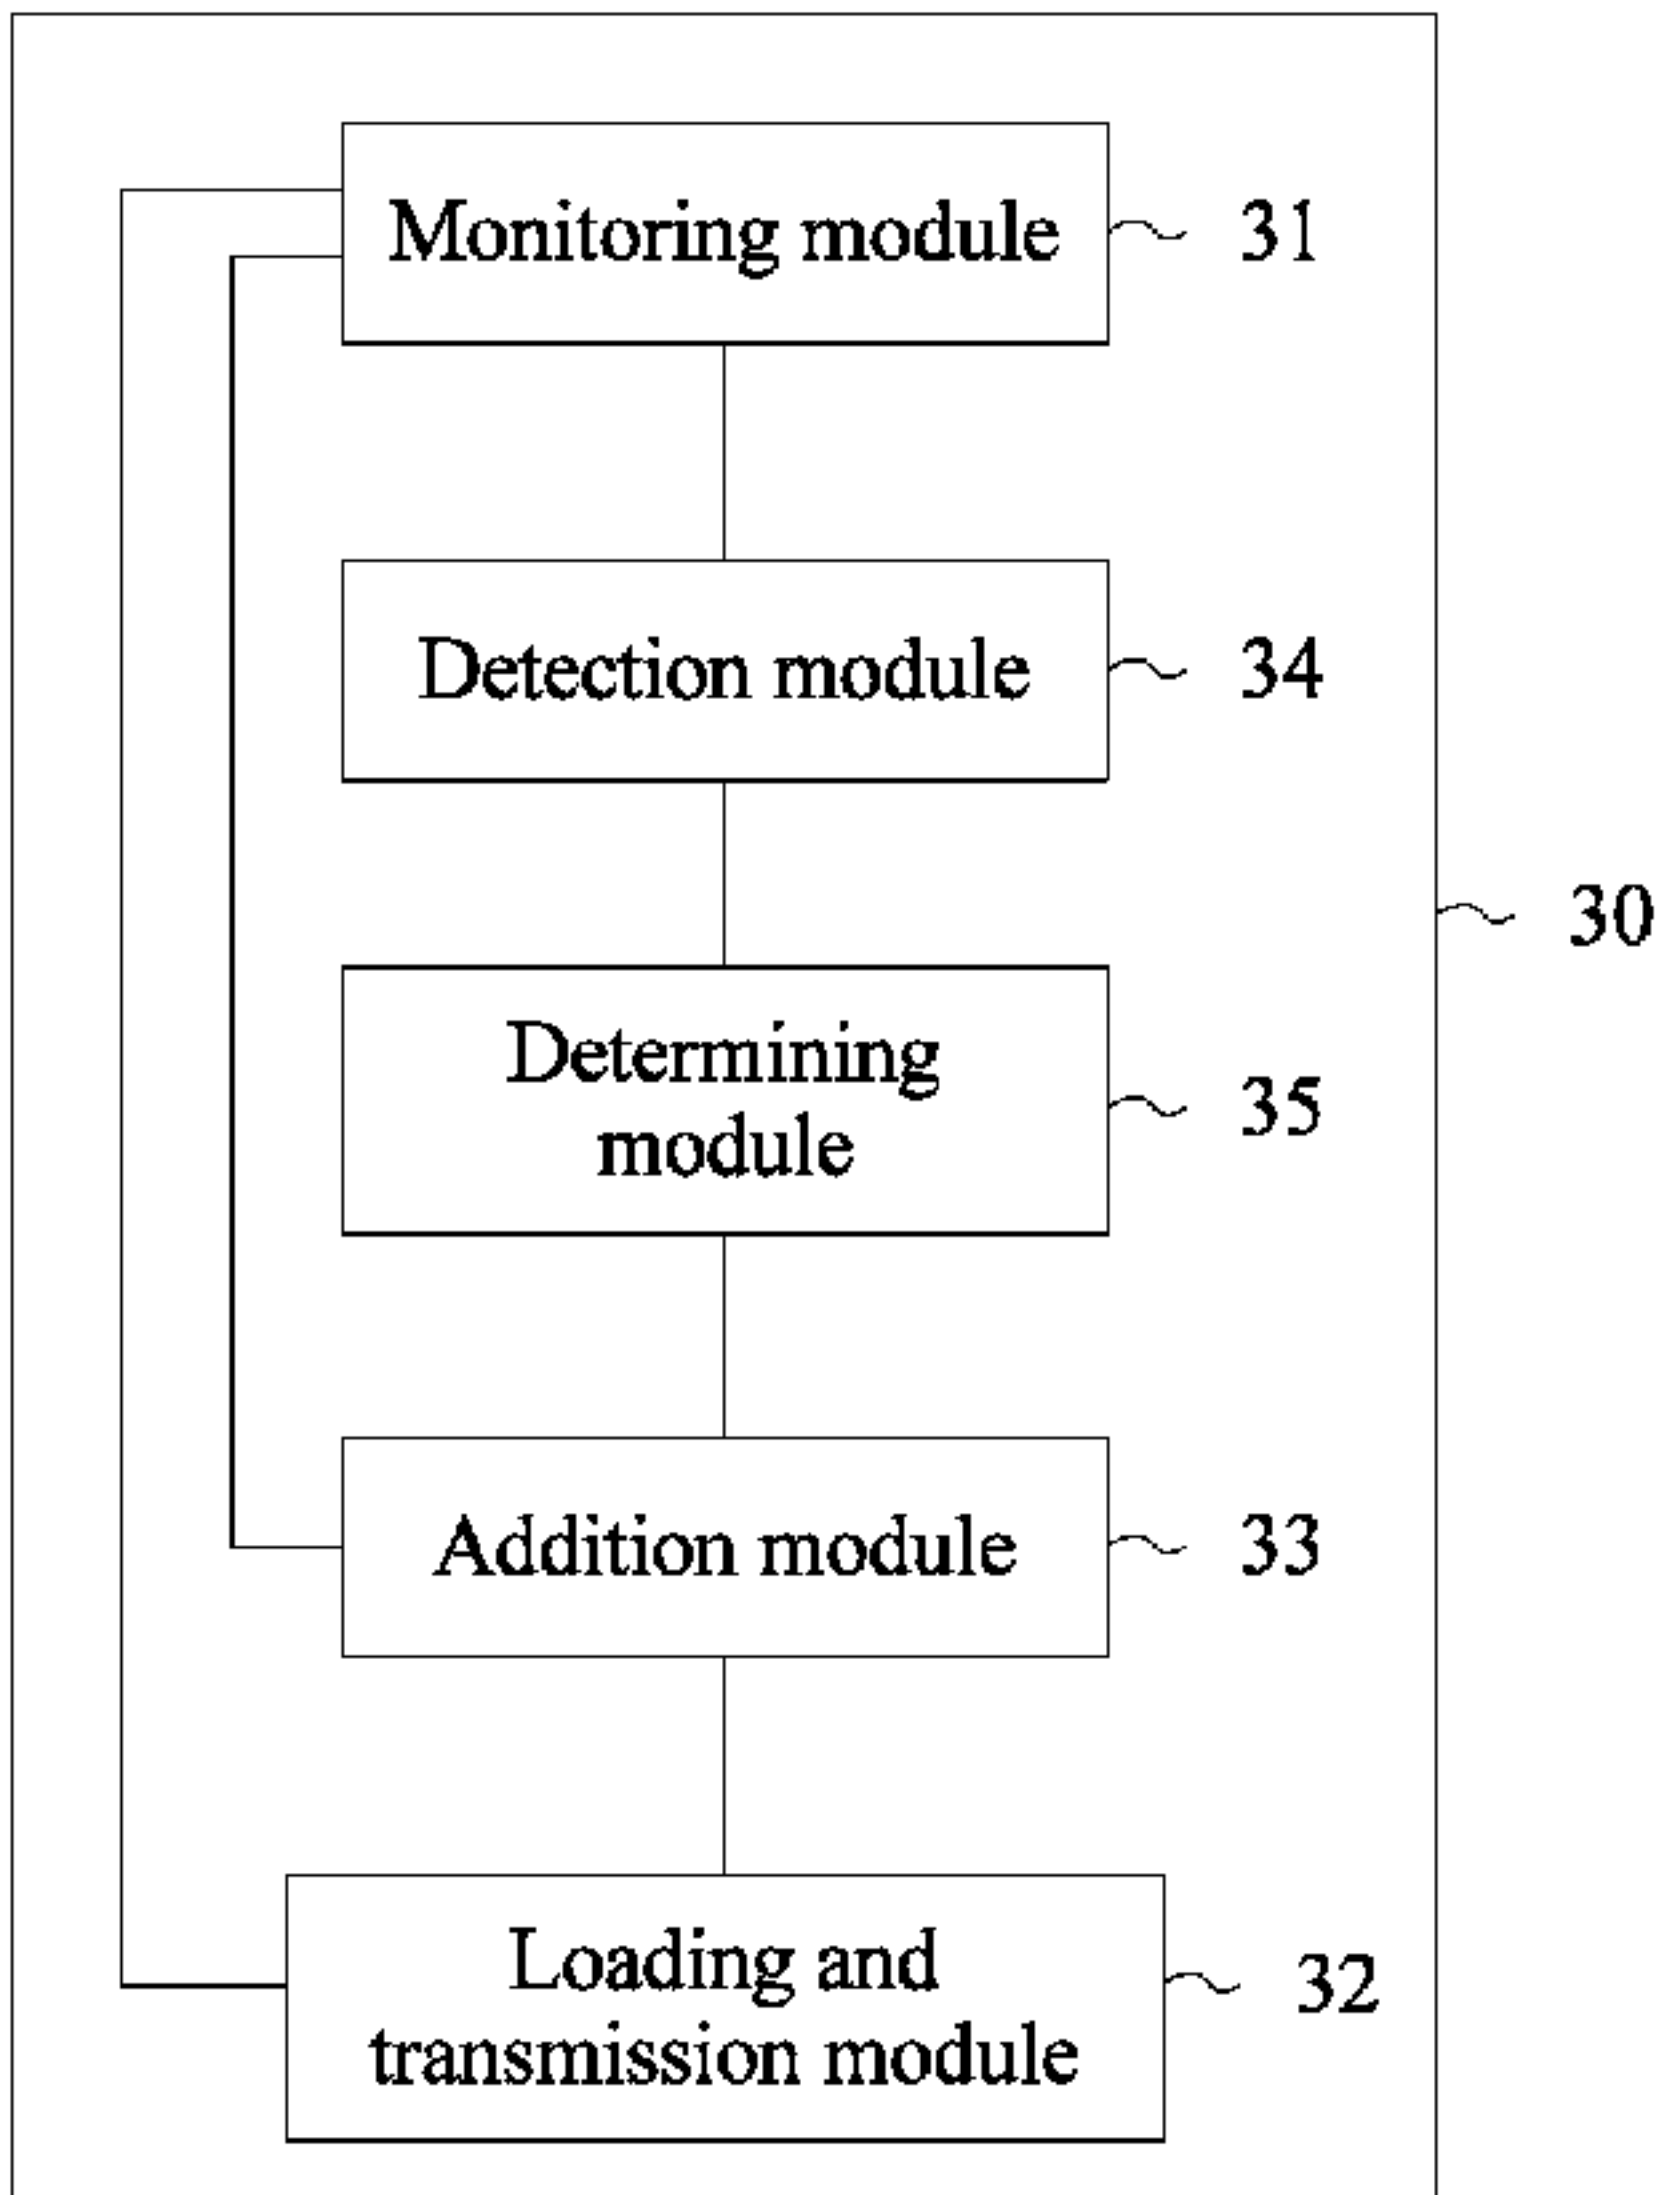 Monitoring module
31
Detection module
34
30
Determining
module
35
Addition module
33
Loading and
transmission module
32